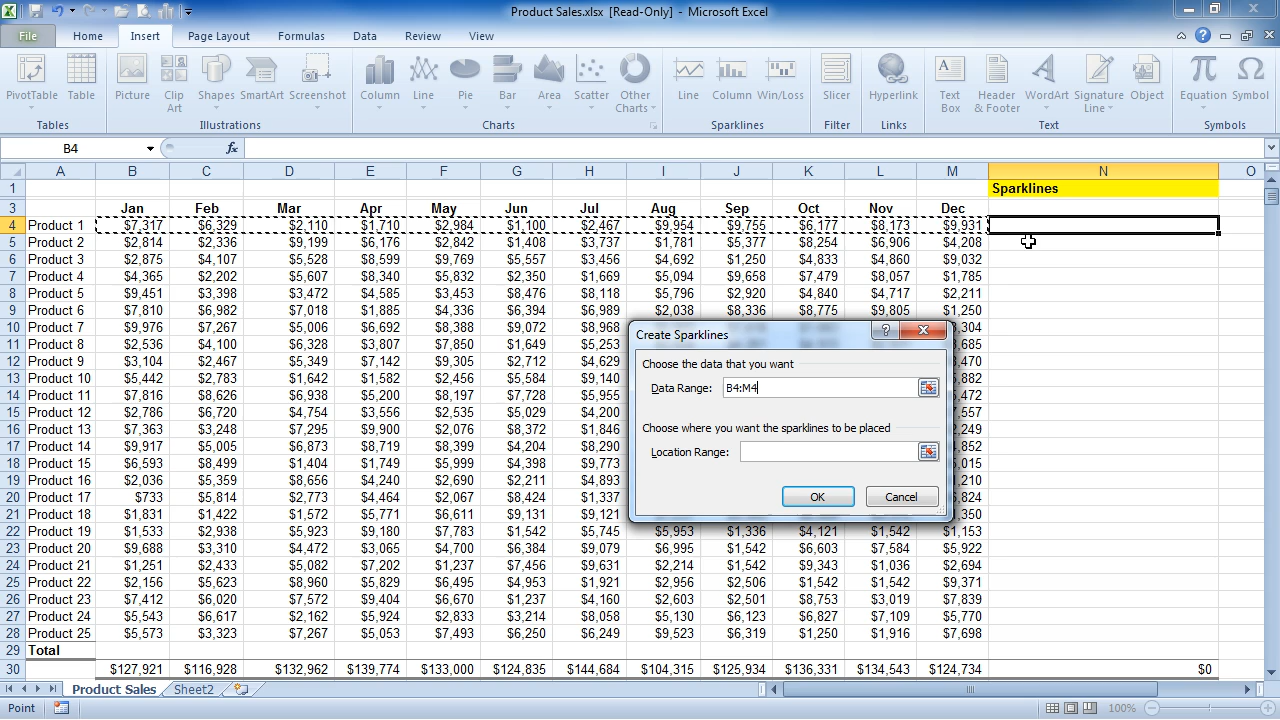 Product Sales.xlsx [Read-Only] - Microsoft Excel
File Home Insert Page Layout Formulas Data Review View
PivotTable Table Picture Clip Art Shapes SmartArt Screenshot Column Line Pie Bar Area Scatter Other Charts Line Column Win/Loss Slicer Hyperlink Text Box Header & Footer WordArt Signature Line Object Equation Symbol
Tables Illustrations Charts Sparklines Filter Links Text Symbols
B4 fx
A B C D E F G H I J K L M N O
1 Sparklines
3 Jan Feb Mar Apr May Jun Jul Aug Sep Oct Nov Dec
4 Product 1 $7,317 $6,329 $2,110 $1,710 $2,984 $1,100 $2,467 $9,954 $9,755 $6,177 $8,173 $9,931
5 Product 2 $2,814 $2,336 $9,199 $6,176 $2,842 $1,408 $3,737 $1,781 $5,377 $8,254 $6,906 $4,208
6 Product 3 $2,875 $4,107 $5,528 $8,599 $9,769 $5,557 $3,456 $4,692 $1,250 $4,833 $4,860 $9,032
7 Product 4 $4,365 $2,202 $5,607 $8,340 $5,832 $2,350 $1,669 $5,094 $9,658 $7,479 $8,057 $1,785
8 Product 5 $9,451 $3,398 $3,472 $4,585 $3,453 $8,476 $8,118 $5,796 $2,920 $4,840 $4,717 $2,211
9 Product 6 $7,810 $6,982 $7,018 $1,885 $4,336 $6,394 $6,989 $2,038 $8,336 $8,775 $9,805 $1,250
10 Product 7 $9,976 $7,267 $5,006 $6,692 $8,388 $9,072 $8,968 ,304
11 Product 8 $2,536 $4,100 $6,328 $3,807 $7,850 $1,649 $5,253 ,685
12 Product 9 $3,104 $2,467 $5,349 $7,142 $9,305 $2,712 $4,629 ,470
13 Product 10 $5,442 $2,783 $1,642 $1,582 $2,456 $5,584 $9,140 ,882
14 Product 11 $7,816 $8,626 $6,938 $5,200 $8,197 $7,728 $5,955 ,472
15 Product 12 $2,786 $6,720 $4,754 $3,556 $2,535 $5,029 $4,200 ,557
16 Product 13 $7,363 $3,248 $7,295 $9,900 $2,076 $8,372 $1,846 ,249
17 Product 14 $9,917 $5,005 $6,873 $8,719 $8,399 $4,204 $8,290 ,852
18 Product 15 $6,593 $8,499 $1,404 $1,749 $5,999 $4,398 $9,773 ,015
19 Product 16 $2,036 $5,359 $8,656 $4,240 $2,690 $2,211 $4,893 ,210
20 Product 17 $733 $5,814 $2,773 $4,464 $2,067 $8,424 $1,337 ,824
21 Product 18 $1,831 $1,422 $1,572 $5,771 $6,611 $9,131 $9,121 ,350
22 Product 19 $1,533 $2,938 $5,923 $9,180 $7,783 $1,542 $5,745 $5,953 $1,336 $4,121 $1,542 $1,153
23 Product 20 $9,688 $3,310 $4,472 $3,065 $4,700 $6,384 $9,079 $6,995 $1,542 $6,603 $7,584 $5,922
24 Product 21 $1,251 $2,433 $5,082 $7,202 $1,237 $7,456 $9,631 $2,214 $1,542 $9,343 $1,036 $2,694
25 Product 22 $2,156 $5,623 $8,960 $5,829 $6,495 $4,953 $1,921 $2,956 $2,506 $1,542 $1,542 $9,371
26 Product 23 $7,412 $6,020 $7,572 $9,404 $6,670 $1,237 $4,160 $2,603 $2,501 $8,753 $3,019 $7,839
27 Product 24 $5,543 $6,617 $2,162 $5,924 $2,833 $3,214 $8,058 $5,130 $6,123 $6,827 $7,109 $5,770
28 Product 25 $5,573 $3,323 $7,267 $5,053 $7,493 $6,250 $6,249 $9,523 $6,319 $1,250 $1,916 $7,698
29 Total
30 $127,921 $116,928 $132,962 $139,774 $133,000 $124,835 $144,684 $104,315 $125,934 $136,331 $134,543 $124,734 $0
Create Sparklines
Choose the data that you want
Data Range: B4:M4
Choose where you want the sparklines to be placed
Location Range:
OK Cancel
Product Sales Sheet2
Point 100%